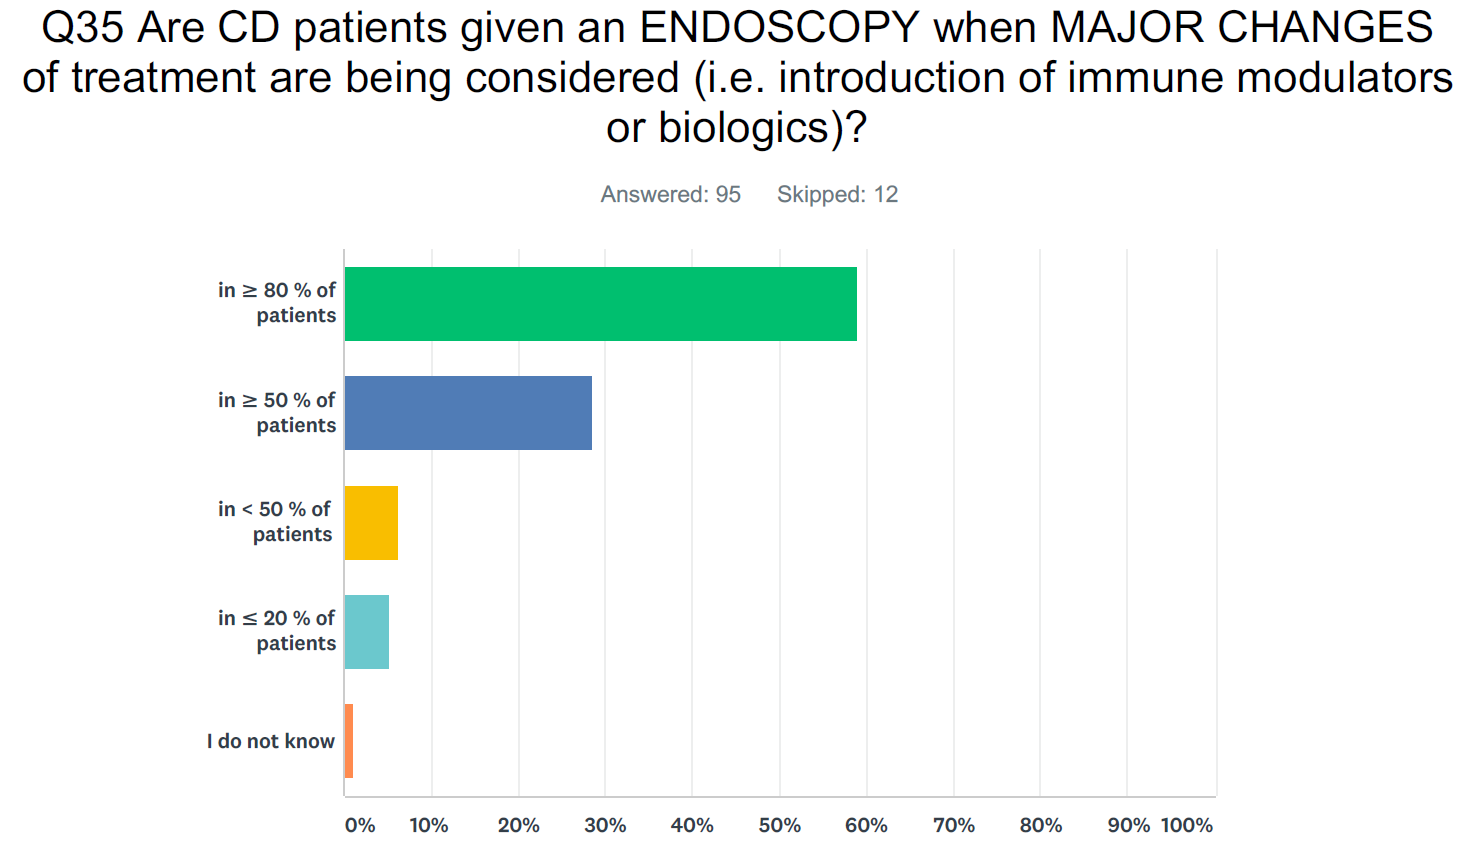 Q35 Are CD patients given an ENDOSCOPY when MAJOR CHANGES
of treatment are being considered (i.e. introduction of immune modulators
or biologics)?
Answered: 95 Skipped: 12
in ≥ 80 % of
patients
in ≥ 50 % of
patients
in < 50 % of
patients
in ≤ 20 % of
patients
I do not know
0% 10% 20% 30% 40% 50% 60% 70% 80% 90% 100%